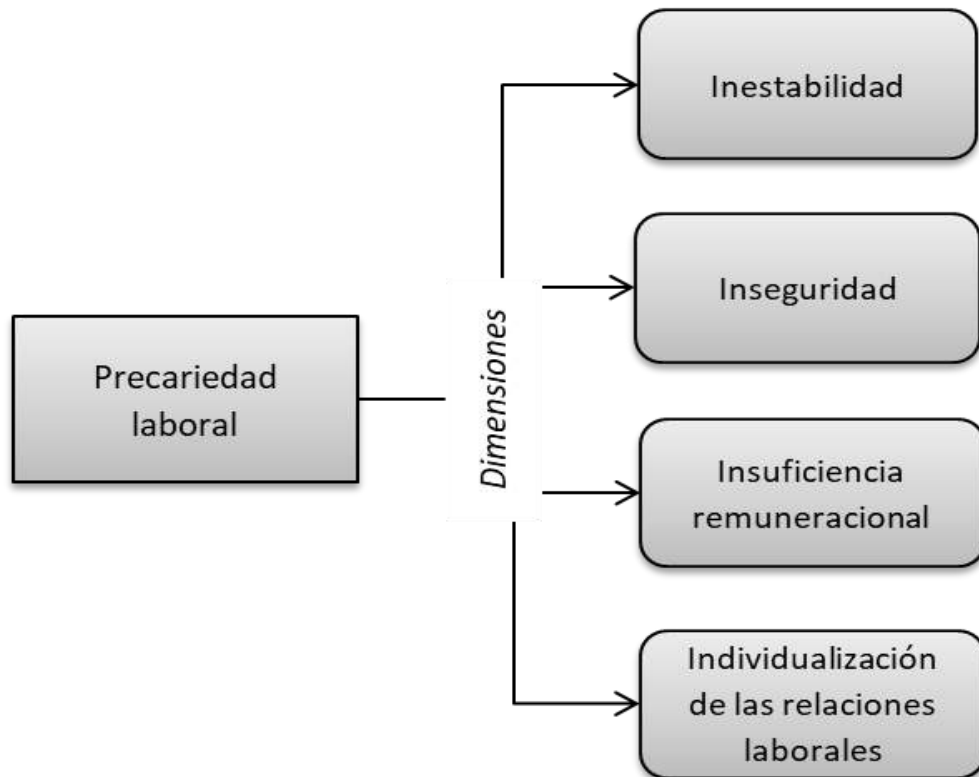 Precariedad
laboral
Dimensiones
Inestabilidad
Inseguridad
Insuficiencia
remuneracional
Individualización
de las relaciones
laborales